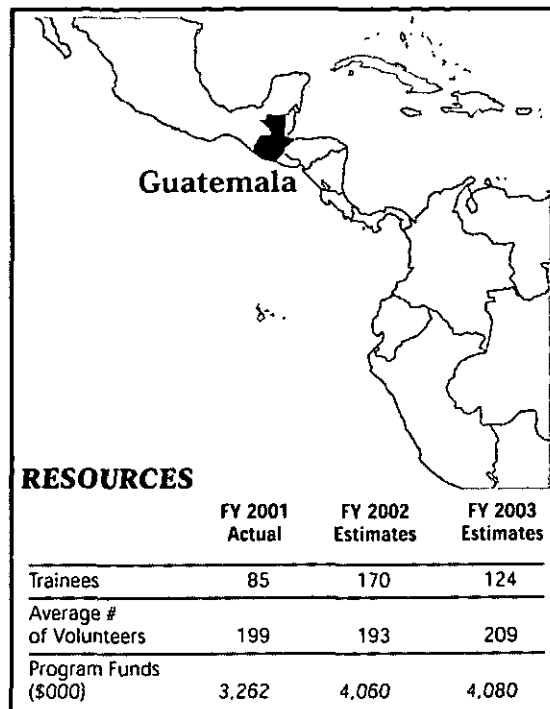 Guatemala
RESOURCES
FY 2001 FY 2002 FY 2003
Actual Estimates Estimates
Trainees 85 170 124
Average #
of Volunteers 199 193 209
Program Funds
($000) 3,262 4,060 4,080